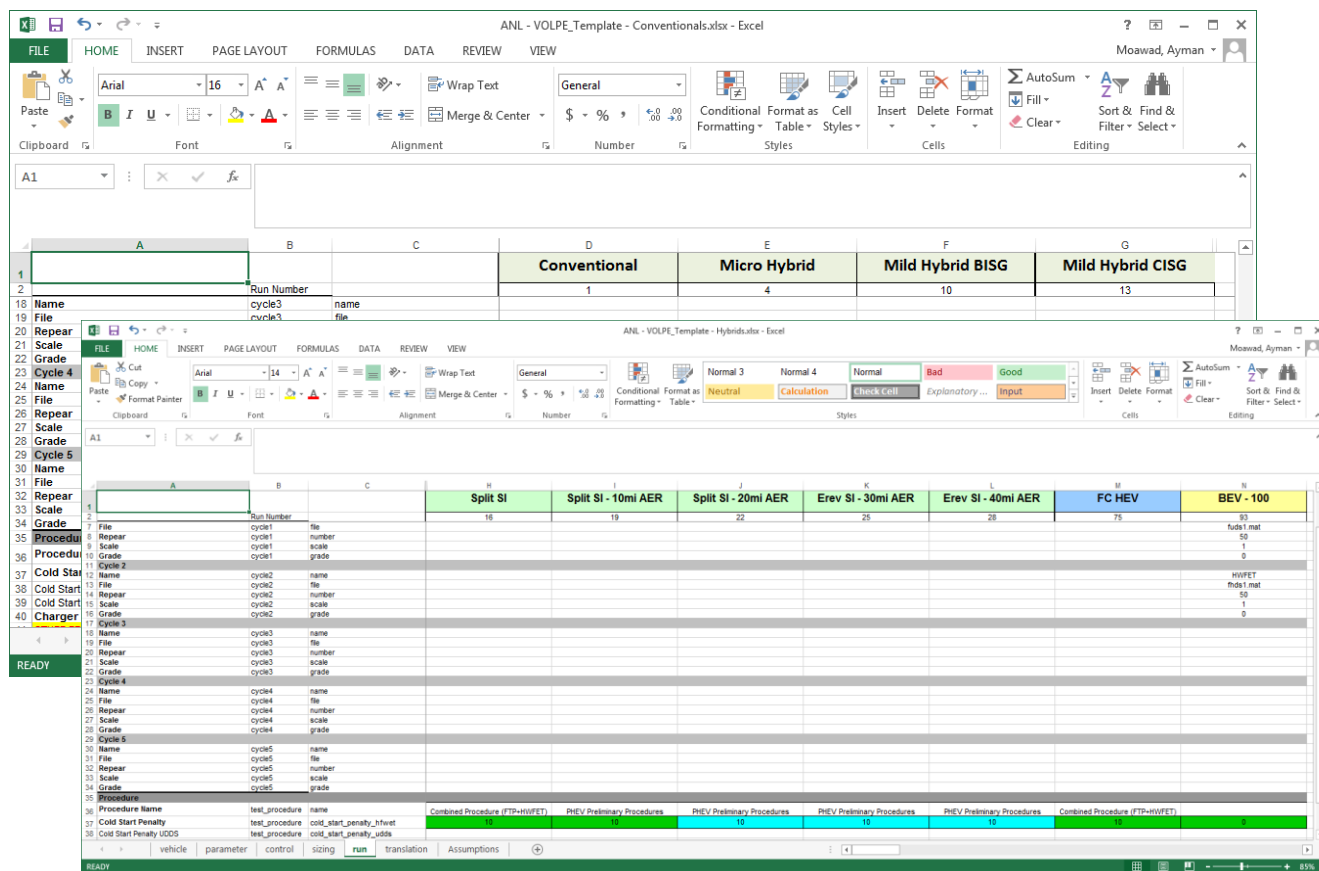 ANL - VOLPE_Template - Conventionals.xlsx - Excel
FILE HOME INSERT PAGE LAYOUT FORMULAS DATA REVIEW VIEW Moawad, Ayman
Arial 16 Wrap Text General AutoSum
Paste Merge & Center Conditional Formatting Format as Table Cell Styles Insert Delete Format Fill Clear Sort & Filter Find & Select
Clipboard Font Alignment Number Styles Cells Editing
A1 fx
A B C D E F G
1 Conventional Micro Hybrid Mild Hybrid BISG Mild Hybrid CISG
2 Run Number 1 4 10 13
18 Name cycle3 name
19 File cycle3 file
20 Repear
21 Scale
22 Grade
23 Cycle 4
24 Name
25 File
26 Repear
27 Scale
28 Grade
29 Cycle 5
30 Name
31 File
32 Repear
33 Scale
34 Grade
35 Procedu
36 Procedu
37 Cold Sta
38 Cold Start
39 Cold Start
40 Charger
READY
ANL - VOLPE_Template - Hybrids.xlsx - Excel
FILE HOME INSERT PAGE LAYOUT FORMULAS DATA REVIEW VIEW Moawad, Ayman
Cut Arial 14 Wrap Text General Normal 3 Normal 4 Normal Bad Good AutoSum
Paste Copy Format Painter Merge & Center Conditional Formatting Format as Table Neutral Calculation Check Cell Explanatory ... Input Insert Delete Format Fill Clear Sort & Filter Find & Select
Clipboard Font Alignment Number Styles Cells Editing
A1 fx
A B C H I J K L M N
1 Split SI Split SI - 10mi AER Split SI - 20mi AER Erev SI - 30mi AER Erev SI - 40mi AER FC HEV BEV - 100
2 Run Number 16 19 22 25 28 75 93
7 File cycle1 file fuds1.mat
8 Repear cycle1 number 50
9 Scale cycle1 scale 1
10 Grade cycle1 grade 0
11 Cycle 2
12 Name cycle2 name HWFET
13 File cycle2 file fhds1.mat
14 Repear cycle2 number 50
15 Scale cycle2 scale 1
16 Grade cycle2 grade 0
17 Cycle 3
18 Name cycle3 name
19 File cycle3 file
20 Repear cycle3 number
21 Scale cycle3 scale
22 Grade cycle3 grade
23 Cycle 4
24 Name cycle4 name
25 File cycle4 file
26 Repear cycle4 number
27 Scale cycle4 scale
28 Grade cycle4 grade
29 Cycle 5
30 Name cycle5 name
31 File cycle5 file
32 Repear cycle5 number
33 Scale cycle5 scale
34 Grade cycle5 grade
35 Procedure
36 Procedure Name test_procedure name Combined Procedure (FTP+HWFET) PHEV Preliminary Procedures PHEV Preliminary Procedures PHEV Preliminary Procedures PHEV Preliminary Procedures Combined Procedure (FTP+HWFET)
37 Cold Start Penalty test_procedure cold_start_penalty_hfwet 10 10 10 10 10 10 0
38 Cold Start Penalty UDDS test_procedure cold_start_penalty_udds
vehicle parameter control sizing run translation Assumptions
READY 85%